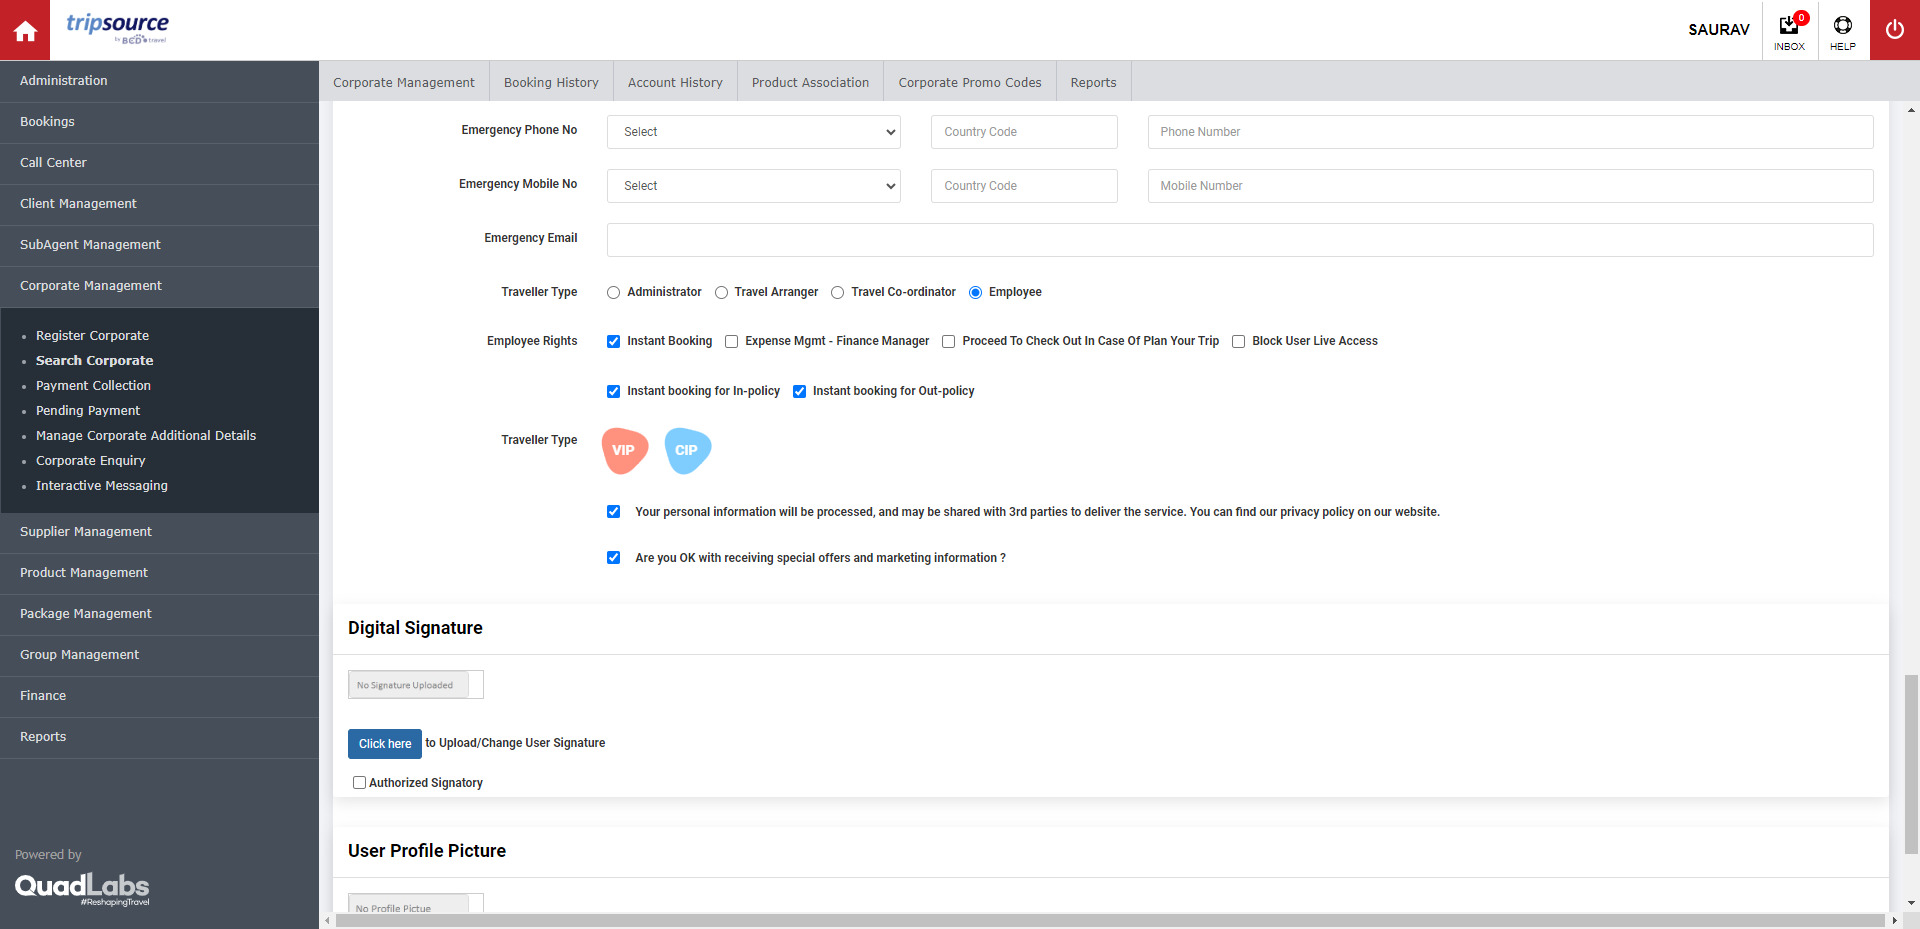 tripsource
by BCD travel
SAURAV
0
INBOX
HELP
Administration
Bookings
Call Center
Client Management
SubAgent Management
Corporate Management
Register Corporate
Search Corporate
Payment Collection
Pending Payment
Manage Corporate Additional Details
Corporate Enquiry
Interactive Messaging
Supplier Management
Product Management
Package Management
Group Management
Finance
Reports
Powered by
QuadLabs
#ReshapingTravel
Corporate Management Booking History Account History Product Association Corporate Promo Codes Reports
Emergency Phone No Select Country Code Phone Number
Emergency Mobile No Select Country Code Mobile Number
Emergency Email
Traveller Type Administrator Travel Arranger Travel Co-ordinator Employee
Employee Rights Instant Booking Expense Mgmt - Finance Manager Proceed To Check Out In Case Of Plan Your Trip Block User Live Access
Instant booking for In-policy Instant booking for Out-policy
Traveller Type VIP CIP
Your personal information will be processed, and may be shared with 3rd parties to deliver the service. You can find our privacy policy on our website.
Are you OK with receiving special offers and marketing information ?
Digital Signature
No Signature Uploaded
Click here to Upload/Change User Signature
Authorized Signatory
User Profile Picture
No Profile Pictue